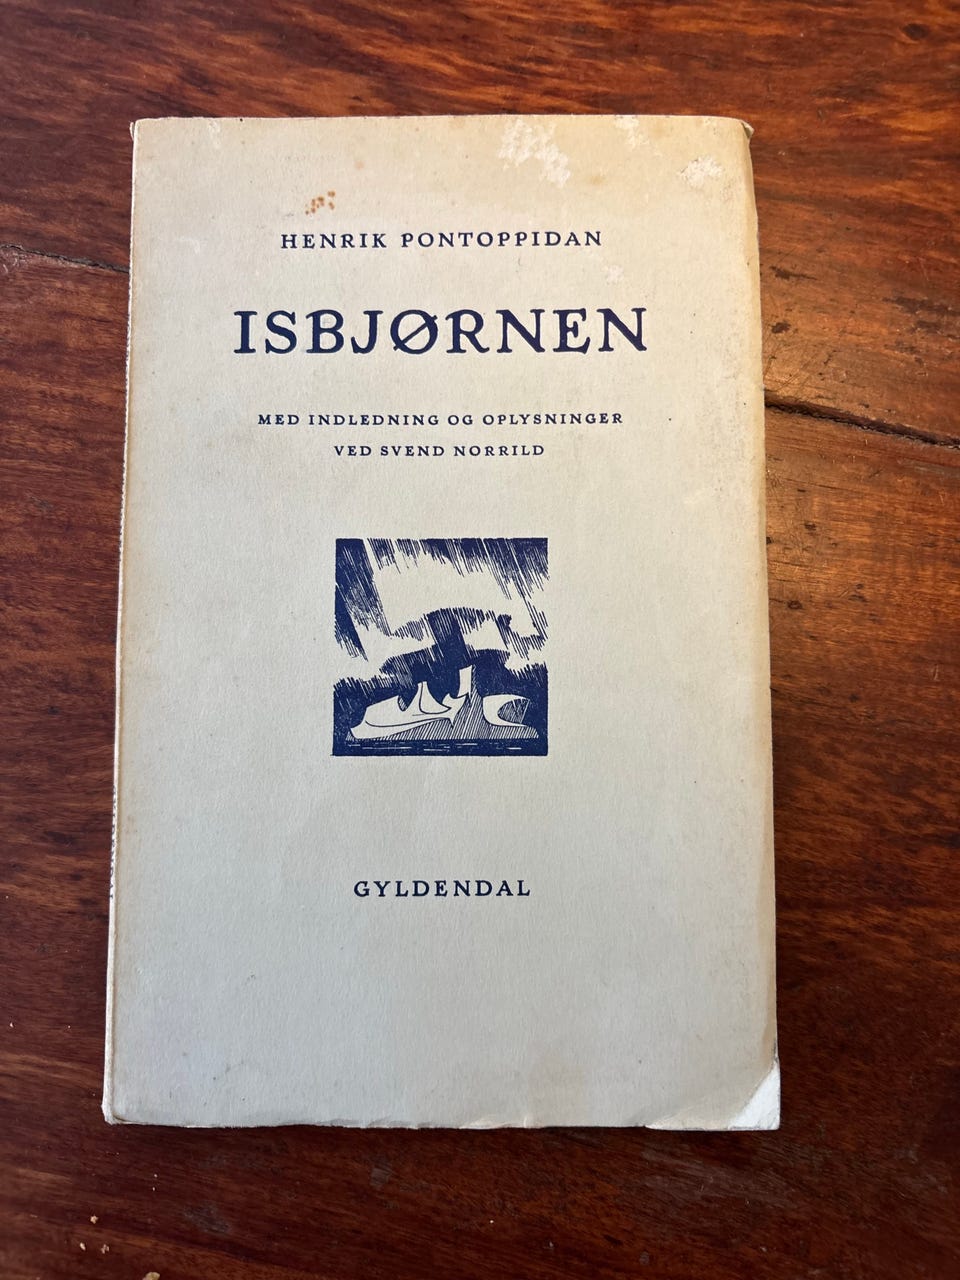 HENRIK PONTOPPIDAN
ISBJØRNEN
MED INDLEDNING OG OPLYSNINGER
VED SVEND NORRILD
GYLDENDAL